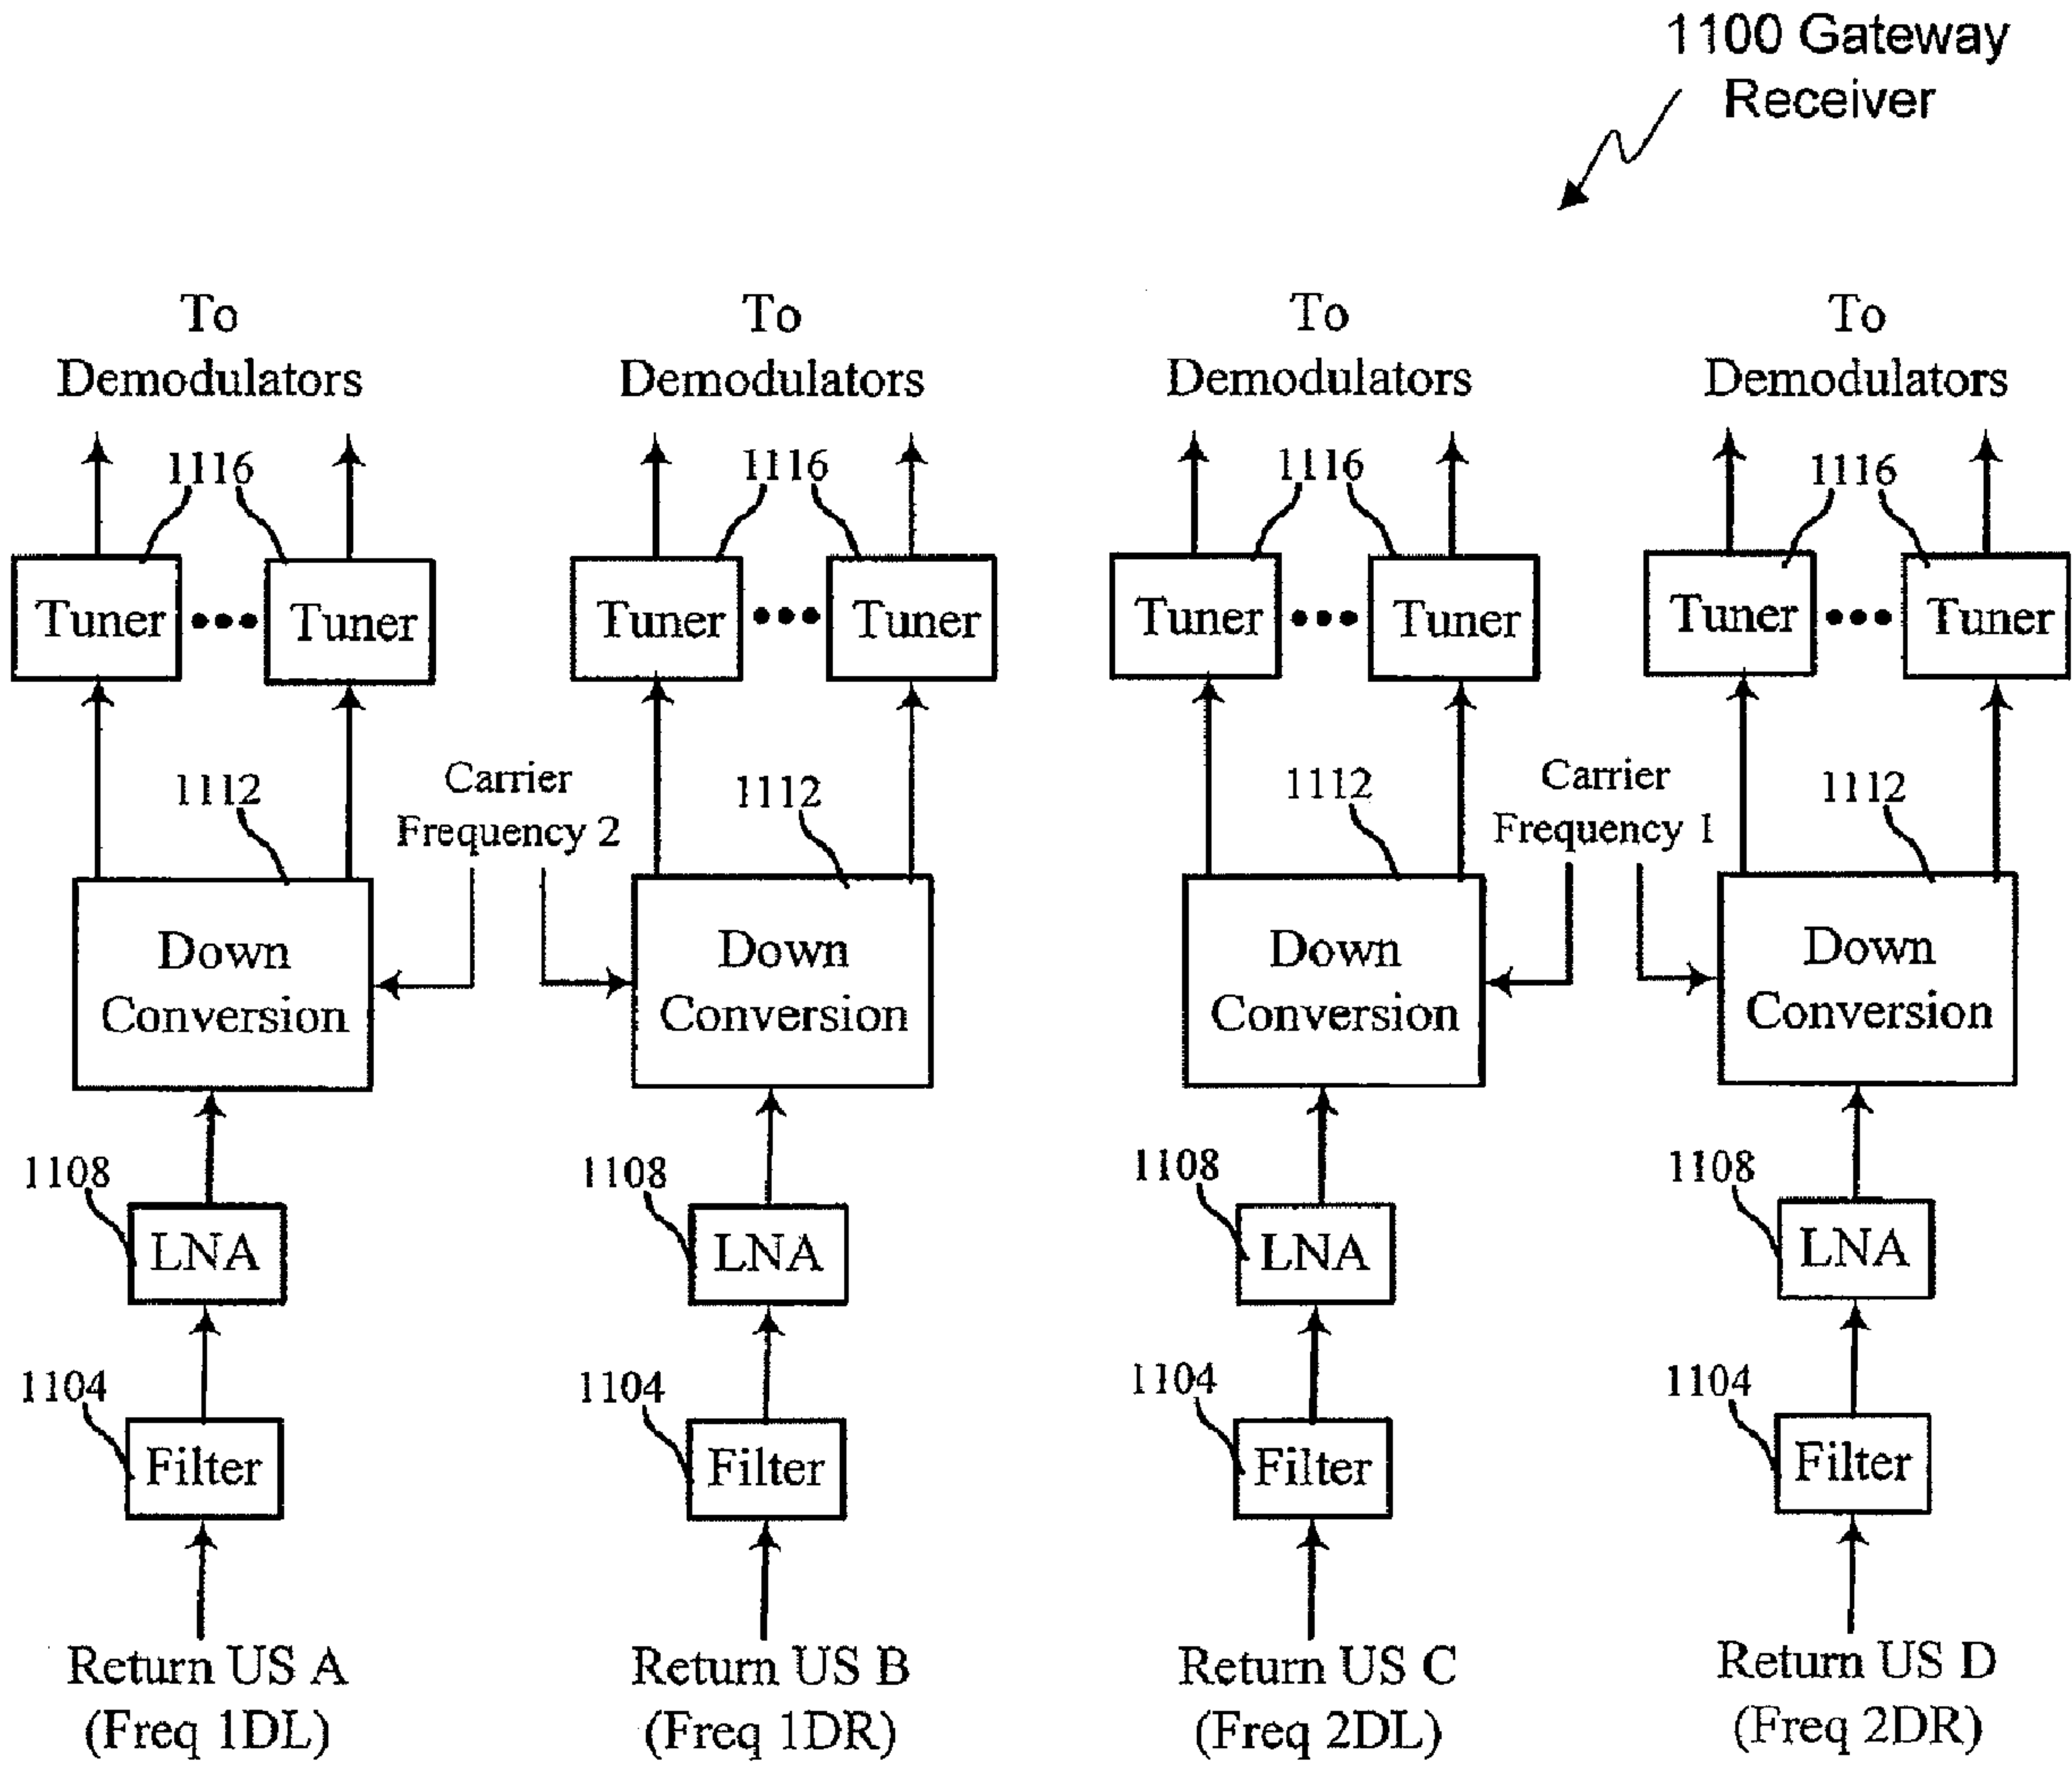 1100 Gateway
Receiver
To
Demodulators
To
Demodulators
To
Demodulators
To
Demodulators
1116
1116
1116
1116
Tuner
Tuner
Tuner
Tuner
Tuner
Tuner
Tuner
Tuner
1112
Carrier
Frequency 2
1112
1112
Carrier
Frequency 1
1112
Down
Conversion
Down
Conversion
Down
Conversion
Down
Conversion
1108
1108
1108
1108
LNA
LNA
LNA
LNA
1104
1104
1104
1104
Filter
Filter
Filter
Filter
Return US A
(Freq 1DL)
Return US B
(Freq 1DR)
Return US C
(Freq 2DL)
Return US D
(Freq 2DR)